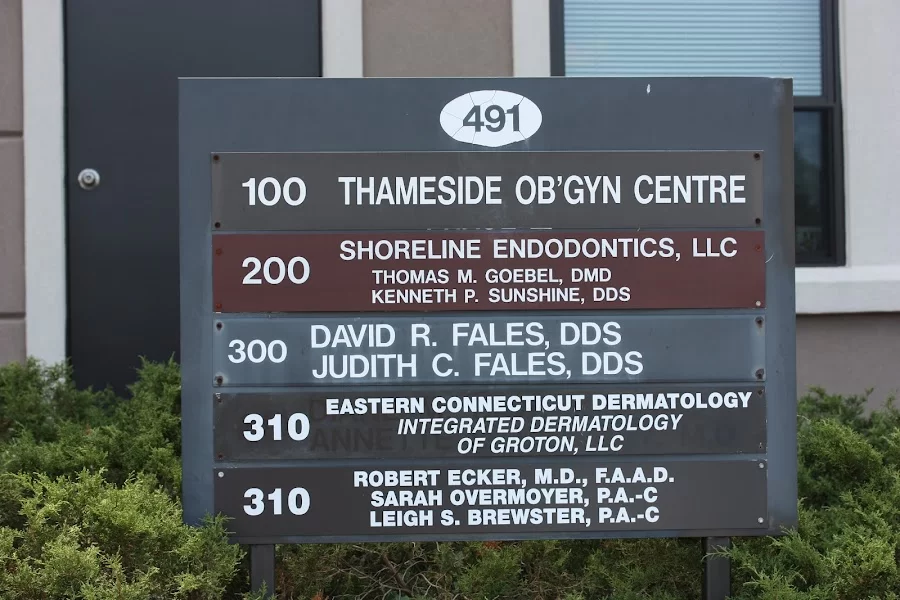 491
100 THAMESIDE OB'GYN CENTRE
200 SHORELINE ENDODONTICS, LLC
THOMAS M. GOEBEL, DMD
KENNETH P. SUNSHINE, DDS
300 DAVID R. FALES, DDS
JUDITH C. FALES, DDS
310 EASTERN CONNECTICUT DERMATOLOGY
INTEGRATED DERMATOLOGY
OF GROTON, LLC
310 ROBERT ECKER, M.D., F.A.A.D.
SARAH OVERMOYER, P.A.-C
LEIGH S. BREWSTER, P.A.-C